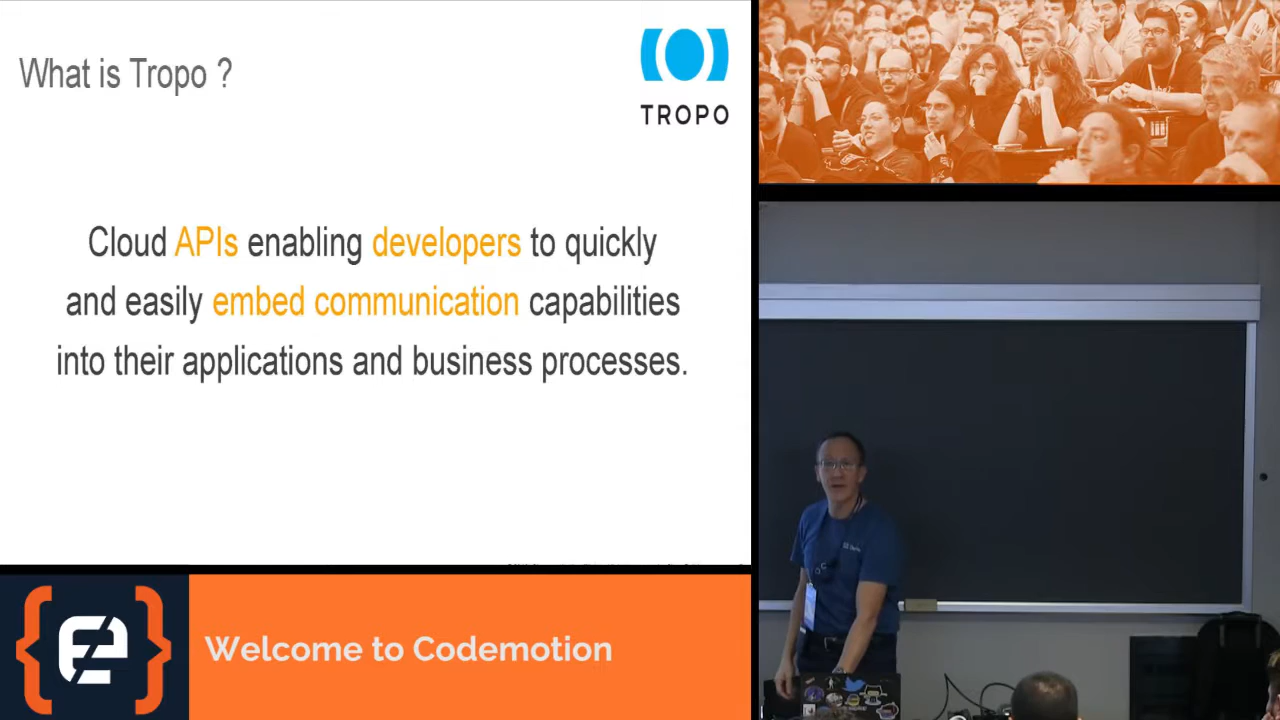 What is Tropo ?
TROPO
Cloud APIs enabling developers to quickly
and easily embed communication capabilities
into their applications and business processes.
Welcome to Codemotion